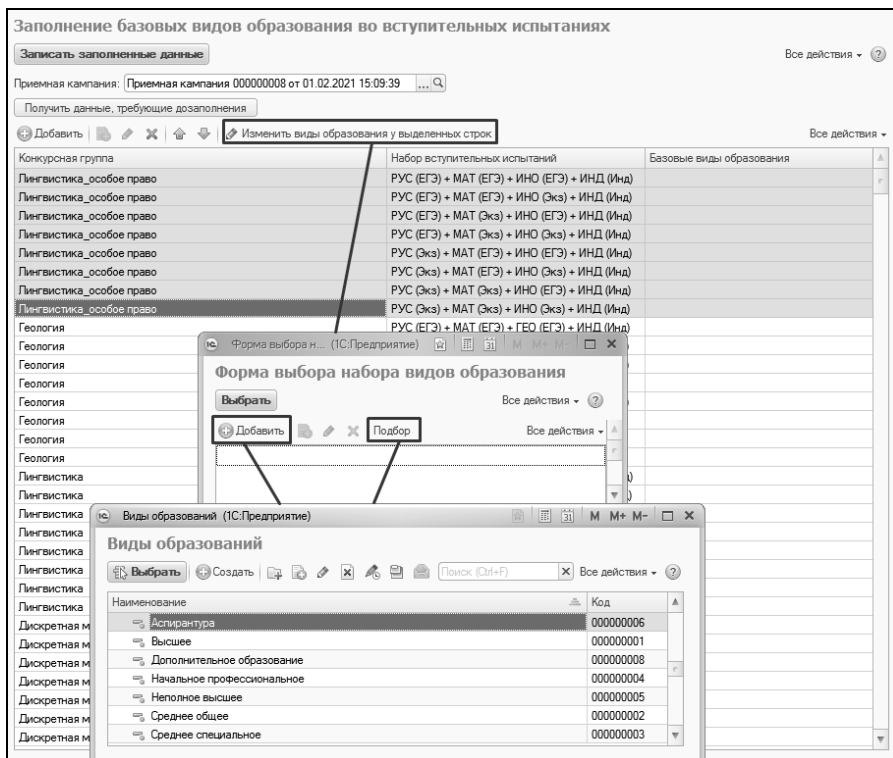 Заполнение базовых видов образования во вступительных испытаниях
Записать заполненные данные
Все действия
Приемная кампания: Приемная кампания 000000008 от 01.02.2021 15:09:39
Получить данные, требующие дозаполнения
Добавить Изменить виды образования у выделенных строк Все действия
Конкурсная группа Набор вступительных испытаний Базовые виды образования
Лингвистика_особое право РУС (ЕГЭ) + МАТ (ЕГЭ) + ИНО (ЕГЭ) + ИНД (Инд)
Лингвистика_особое право РУС (ЕГЭ) + МАТ (ЕГЭ) + ИНО (Экз) + ИНД (Инд)
Лингвистика_особое право РУС (ЕГЭ) + МАТ (Экз) + ИНО (ЕГЭ) + ИНД (Инд)
Лингвистика_особое право РУС (ЕГЭ) + МАТ (Экз) + ИНО (Экз) + ИНД (Инд)
Лингвистика_особое право РУС (Экз) + МАТ (ЕГЭ) + ИНО (ЕГЭ) + ИНД (Инд)
Лингвистика_особое право РУС (Экз) + МАТ (ЕГЭ) + ИНО (Экз) + ИНД (Инд)
Лингвистика_особое право РУС (Экз) + МАТ (Экз) + ИНО (ЕГЭ) + ИНД (Инд)
Лингвистика_особое право РУС (Экз) + МАТ (Экз) + ИНО (Экз) + ИНД (Инд)
Геология РУС (ЕГЭ) + МАТ (ЕГЭ) + ГЕО (ЕГЭ) + ИНД (Инд)
Геология
Геология
Геология
Геология
Геология
Геология
Геология
Лингвистика
Лингвистика
Лингвистика
Лингвистика
Лингвистика
Лингвистика
Лингвистика
Лингвистика
Дискретная м
Дискретная м
Дискретная м
Дискретная м
Дискретная м
Дискретная м
Дискретная м
Форма выбора н... (1С:Предприятие) 31 M M+ M-
Форма выбора набора видов образования
Выбрать Все действия
Добавить Подбор Все действия
Виды образований (1С:Предприятие) 31 M M+ M-
Виды образований
Выбрать Создать Поиск (Ctrl+F) Все действия
Наименование Код
Аспирантура 000000006
Высшее 000000001
Дополнительное образование 000000008
Начальное профессиональное 000000004
Неполное высшее 000000005
Среднее общее 000000002
Среднее специальное 000000003